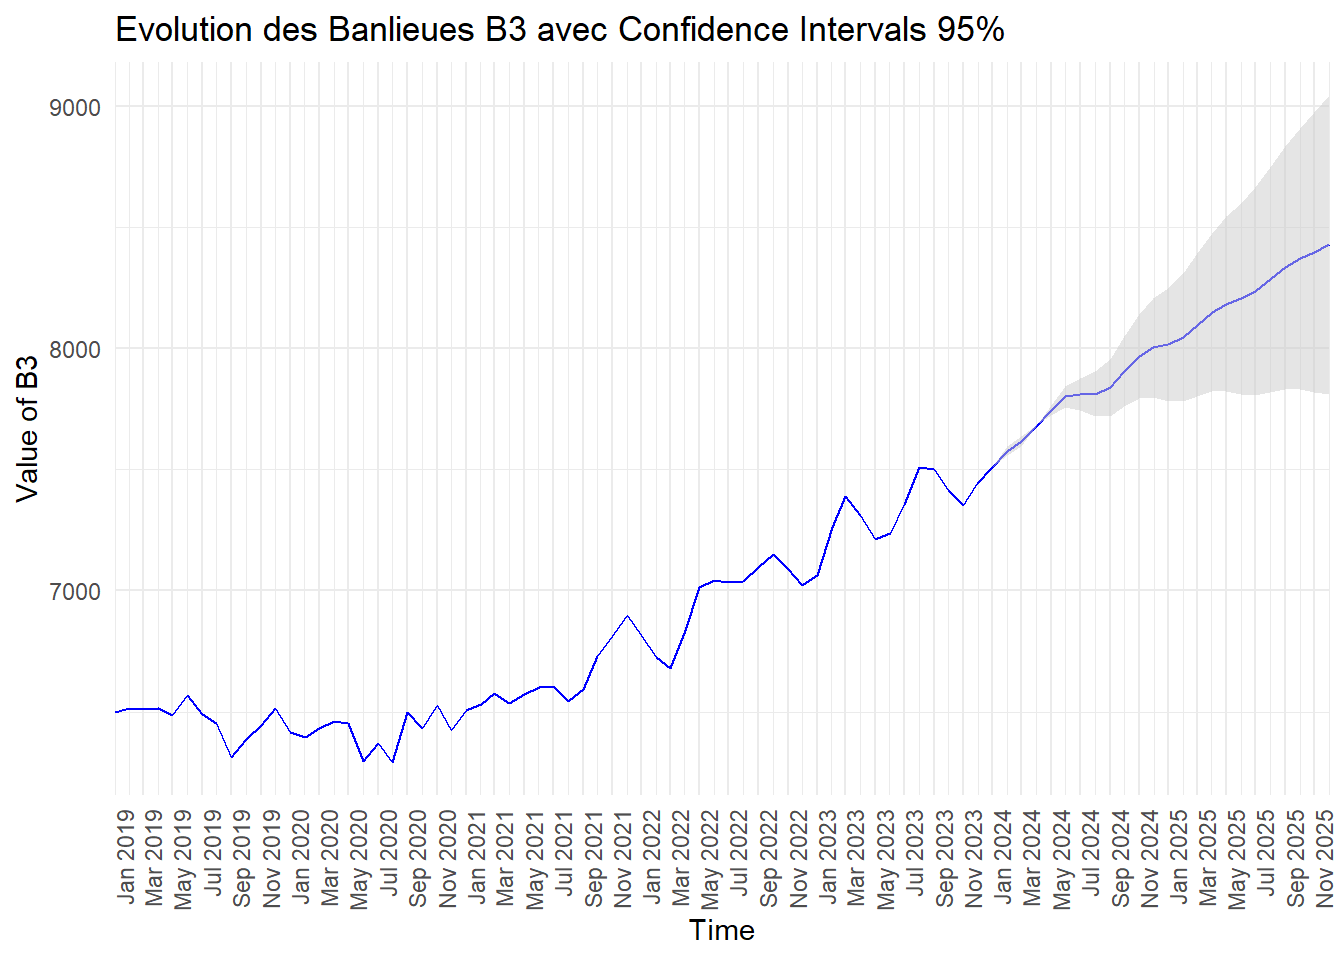 Evolution des Banlieues B3 avec Confidence Intervals 95%
9000
8000
7000
Value of B3
Jan 2019
Mar 2019
May 2019
Jul 2019
Sep 2019
Nov 2019
Jan 2020
Mar 2020
May 2020
Jul 2020
Sep 2020
Nov 2020
Jan 2021
Mar 2021
May 2021
Jul 2021
Sep 2021
Nov 2021
Jan 2022
Mar 2022
May 2022
Jul 2022
Sep 2022
Nov 2022
Jan 2023
Mar 2023
May 2023
Jul 2023
Sep 2023
Nov 2023
Jan 2024
Mar 2024
May 2024
Jul 2024
Sep 2024
Nov 2024
Jan 2025
Mar 2025
May 2025
Jul 2025
Sep 2025
Nov 2025
Time